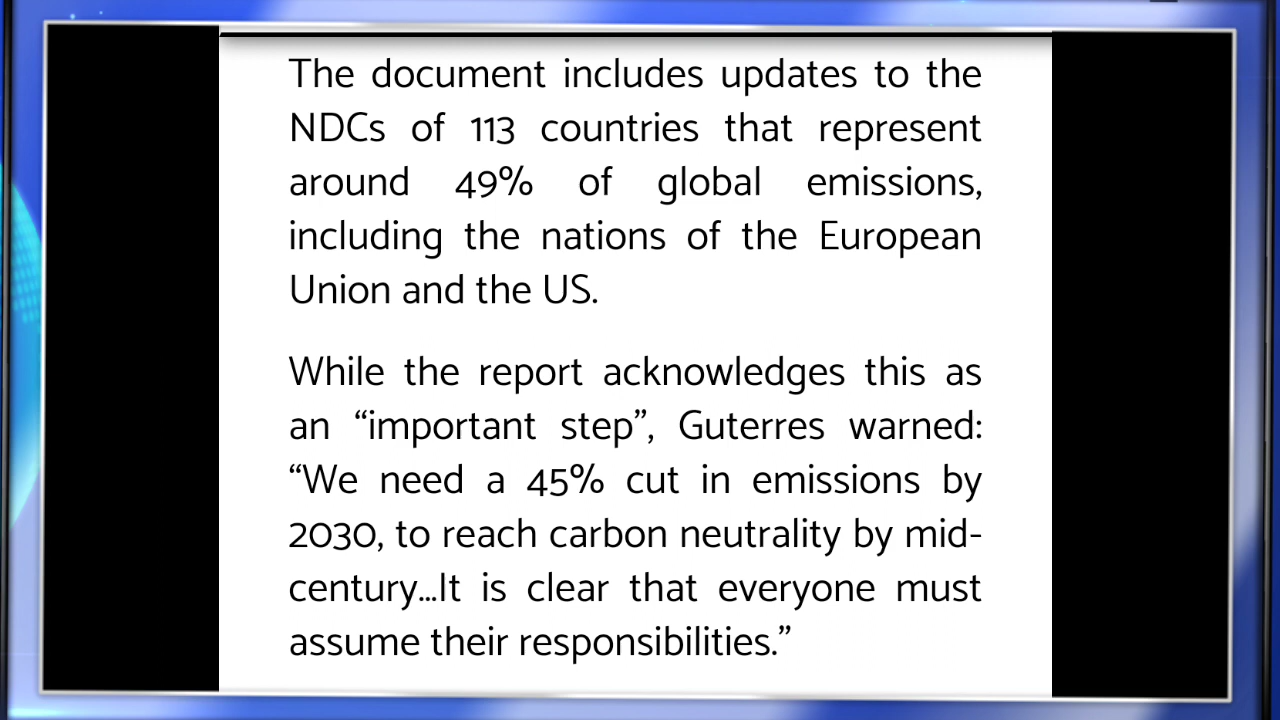 The document includes updates to the
NDCs of 113 countries that represent
around 49% of global emissions,
including the nations of the European
Union and the US.
While the report acknowledges this as
an “important step”, Guterres warned:
“We need a 45% cut in emissions by
2030, to reach carbon neutrality by mid-
century...It is clear that everyone must
assume their responsibilities.”